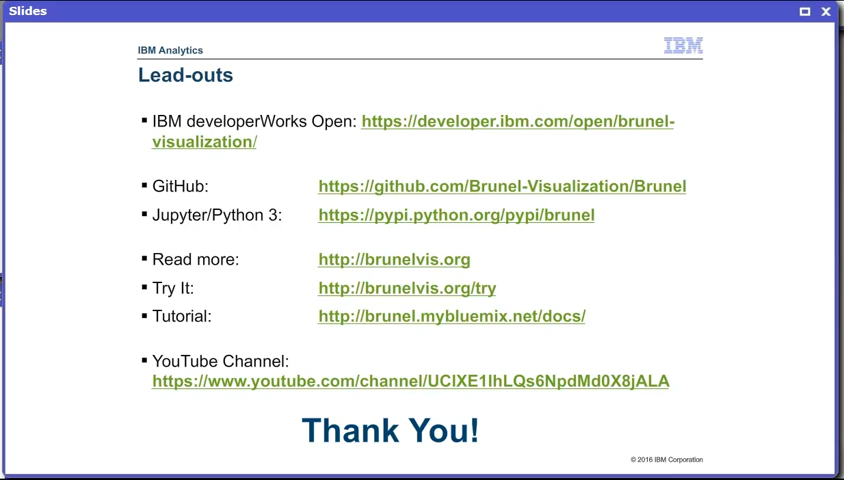 Slides
IBM Analytics
IBM
Lead-outs
▪ IBM developerWorks Open: https://developer.ibm.com/open/brunel-
visualization/
▪ GitHub: https://github.com/Brunel-Visualization/Brunel
▪ Jupyter/Python 3: https://pypi.python.org/pypi/brunel
▪ Read more: http://brunelvis.org
▪ Try It: http://brunelvis.org/try
▪ Tutorial: http://brunel.mybluemix.net/docs/
▪ YouTube Channel:
https://www.youtube.com/channel/UClXE1IhLQs6NpdMd0X8jALA
Thank You!
© 2016 IBM Corporation